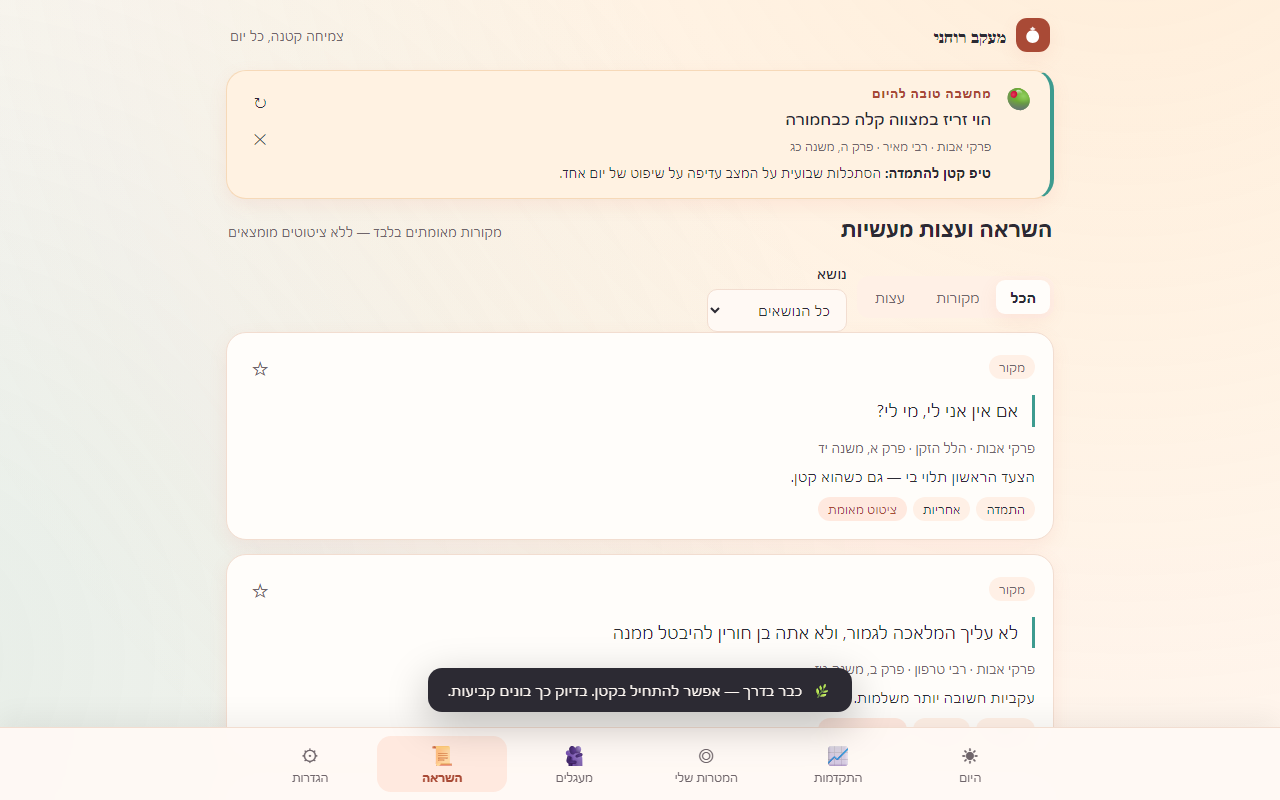 מעקב רוחני
צמיחה קטנה, כל יום
מחשבה טובה להיום
הוי זריז במצווה קלה כבחמורה
פרקי אבות · רבי מאיר · פרק ה, משנה כג
טיפ קטן להתמדה: הסתכלות שבועית על המצב עדיפה על שיפוט של יום אחד.
השראה ועצות מעשיות
מקורות מאומתים בלבד — ללא ציטוטים מומצאים
הכל
מקורות
עצות
נושא
כל הנושאים
מקור
אם אין אני לי, מי לי?
פרקי אבות · הלל הזקן · פרק א, משנה יד
הצעד הראשון תלוי בי — גם כשהוא קטן.
התמדה
אחריות
ציטוט מאומת
מקור
לא עליך המלאכה לגמור, ולא אתה בן חורין להיבטל ממנה
פרקי אבות · רבי טרפון · פרק ב, משנה
עקביות חשובה יותר משלמות.
כבר בדרך — אפשר להתחיל בקטן. בדיוק כך בונים קביעות.
היום
התקדמות
המטרות שלי
מעגלים
השראה
הגדרות